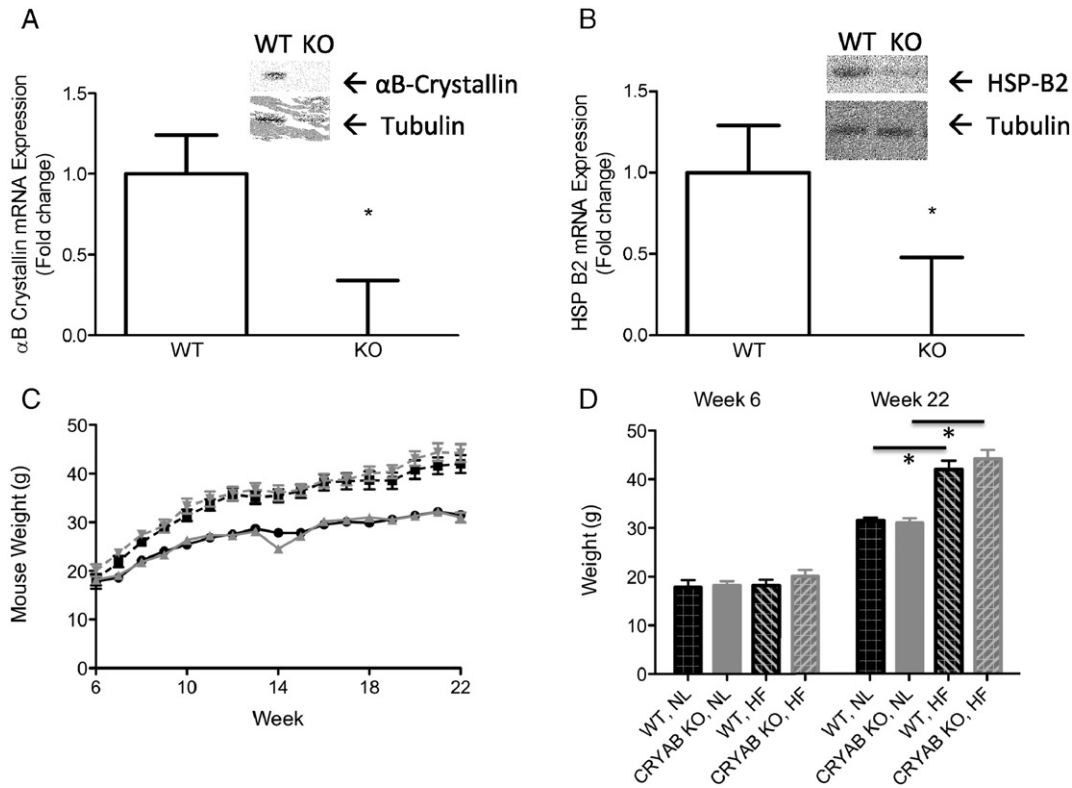 A
WT KO
αB-Crystallin
Tubulin
αB Crystallin mRNA Expression
(Fold change)
1.5
1.0
0.5
0.0
*
WT
KO
B
WT KO
HSP-B2
Tubulin
HSP B2 mRNA Expression
(Fold change)
1.5
1.0
0.5
0.0
*
WT
KO
C
Mouse Weight (g)
50
40
30
20
10
0
6
10
14
18
22
Week
D
Week 6
Week 22
Weight (g)
50
40
30
20
10
0
*
*
WT, NL
CRYAB KO, NL
WT, HF
CRYAB KO, HF
WT, NL
CRYAB KO, NL
WT, HF
CRYAB KO, HF